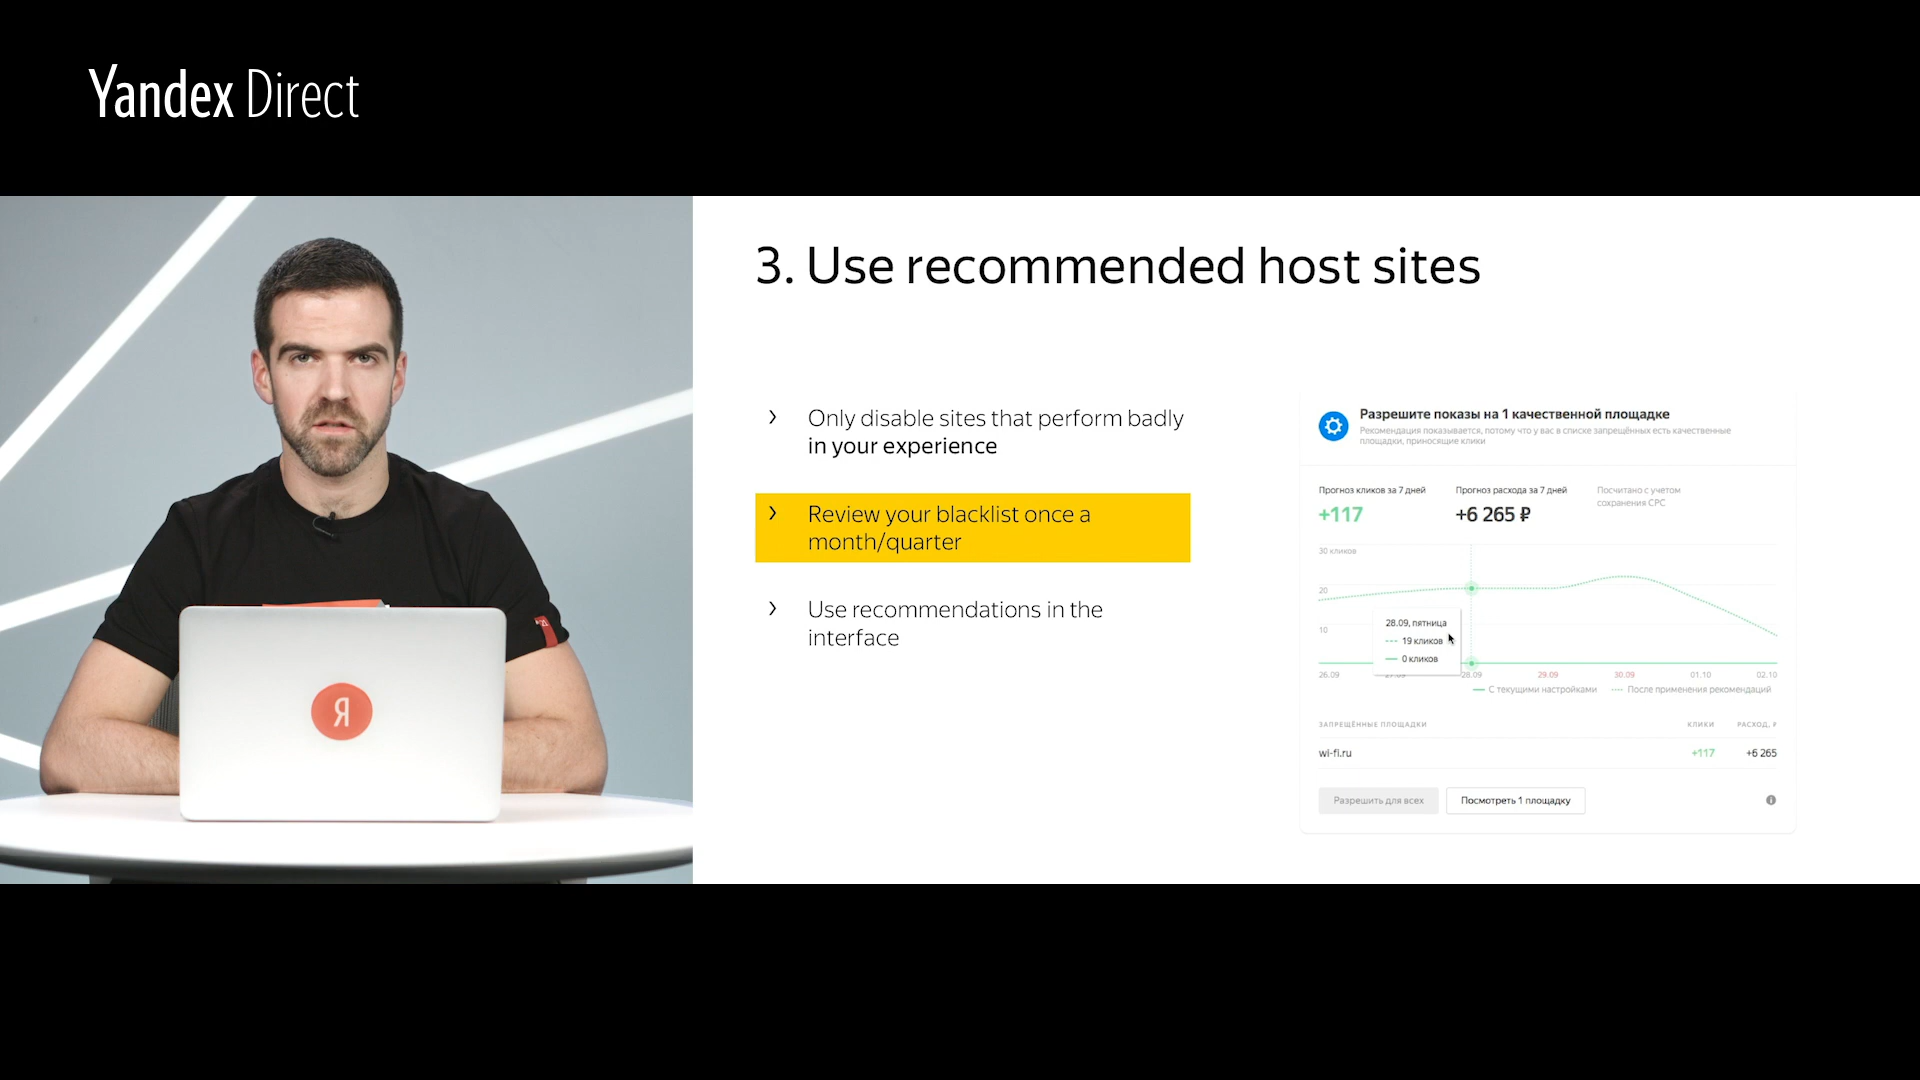 Yandex Direct
3. Use recommended host sites
› Only disable sites that perform badly
in your experience
› Review your blacklist once a
month/quarter
› Use recommendations in the
interface
Разрешите показы на 1 качественной площадке
Рекомендация показывается, потому что у вас в списке запрещённых есть качественные
площадки, приносящие клики
Прогноз кликов за 7 дней
+117
Прогноз расхода за 7 дней
+6 265 ₽
Посчитано с учетом
сохранения CPC
30 кликов
20
10
28.09, пятница
19 кликов
0 кликов
26.09 28.09 29.09 30.09 01.10 02.10
С текущими настройками После применения рекомендаций
ЗАПРЕЩЁННЫЕ ПЛОЩАДКИ КЛИКИ РАСХОД, ₽
wi-fi.ru +117 +6 265
Разрешить для всех Посмотреть 1 площадку
Я